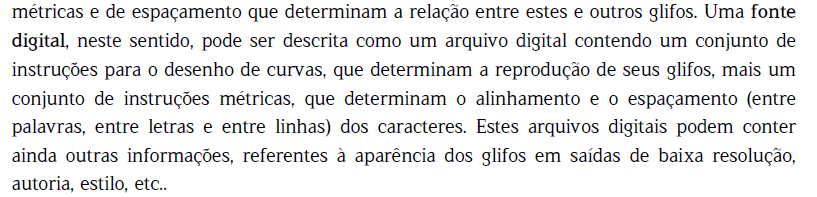 métricas e de espaçamento que determinam a relação entre estes e outros glifos. Uma fonte
digital, neste sentido, pode ser descrita como um arquivo digital contendo um conjunto de
instruções para o desenho de curvas, que determinam a reprodução de seus glifos, mais um
conjunto de instruções métricas, que determinam o alinhamento e o espaçamento (entre
palavras, entre letras e entre linhas) dos caracteres. Estes arquivos digitais podem conter
ainda outras informações, referentes à aparência dos glifos em saídas de baixa resolução,
autoria, estilo, etc..